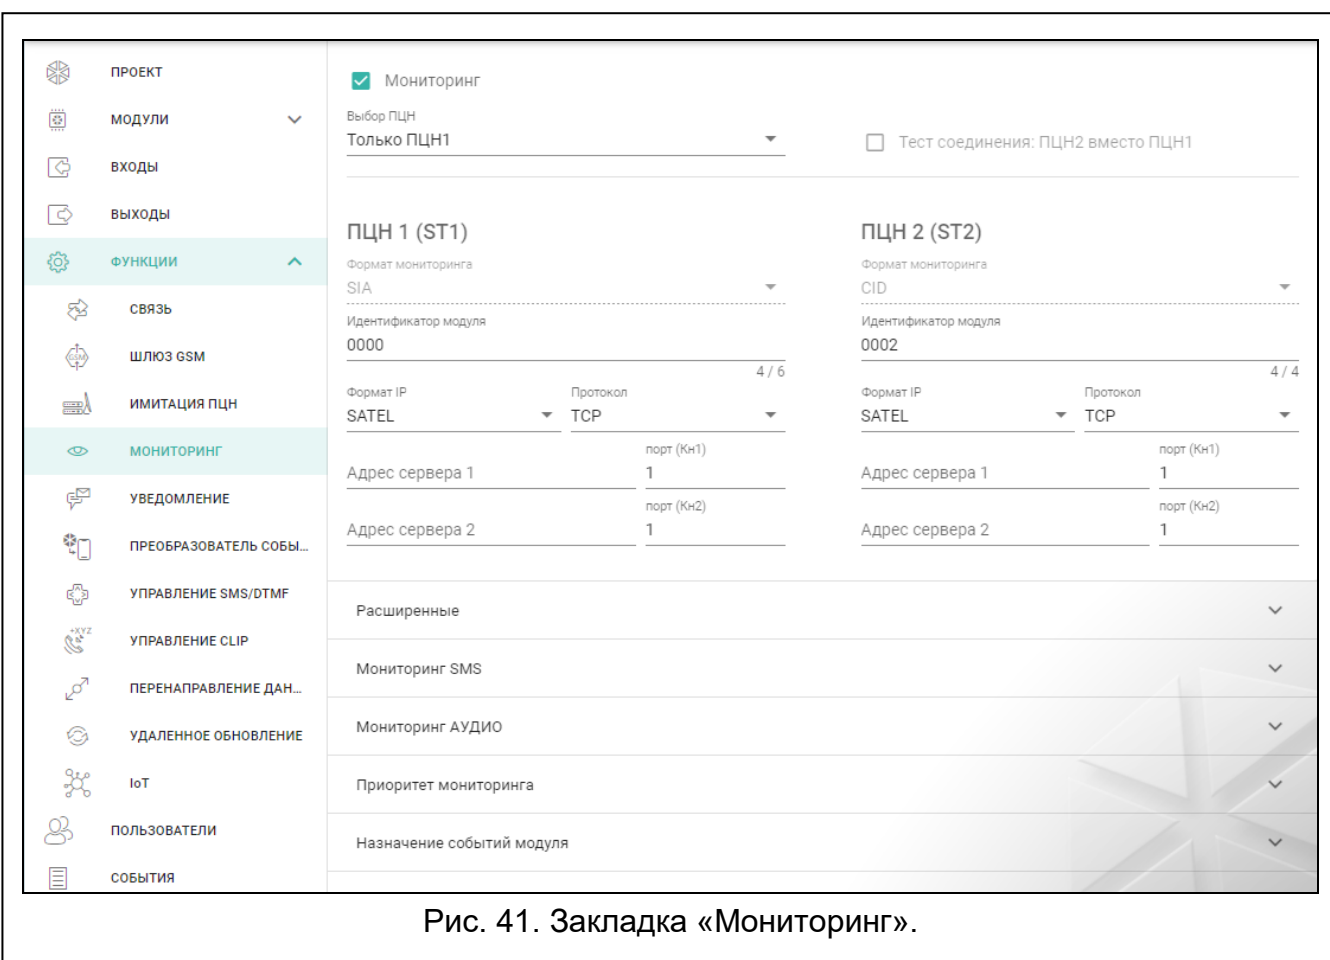 ПРОЕКТ
МОДУЛИ
ВХОДЫ
ВЫХОДЫ
ФУНКЦИИ
СВЯЗЬ
ШЛЮЗ GSM
ИМИТАЦИЯ ПЦН
МОНИТОРИНГ
УВЕДОМЛЕНИЕ
ПРЕОБРАЗОВАТЕЛЬ СОБЫ...
УПРАВЛЕНИЕ SMS/DTMF
+XYZ
УПРАВЛЕНИЕ CLIP
ПЕРЕНАПРАВЛЕНИЕ ДАН...
УДАЛЕННОЕ ОБНОВЛЕНИЕ
IoT
ПОЛЬЗОВАТЕЛИ
СОБЫТИЯ
Мониторинг
Выбор ПЦН
Только ПЦН1
Тест соединения: ПЦН2 вместо ПЦН1
ПЦН 1 (ST1)
Формат мониторинга
SIA
Идентификатор модуля
0000
4 / 6
Формат IP Протокол
SATEL TCP
порт (Кн1)
Адрес сервера 1 1
порт (Кн2)
Адрес сервера 2 1
ПЦН 2 (ST2)
Формат мониторинга
CID
Идентификатор модуля
0002
4 / 4
Формат IP Протокол
SATEL TCP
порт (Кн1)
Адрес сервера 1 1
порт (Кн2)
Адрес сервера 2 1
Расширенные
Мониторинг SMS
Мониторинг АУДИО
Приоритет мониторинга
Назначение событий модуля
Рис. 41. Закладка «Мониторинг».